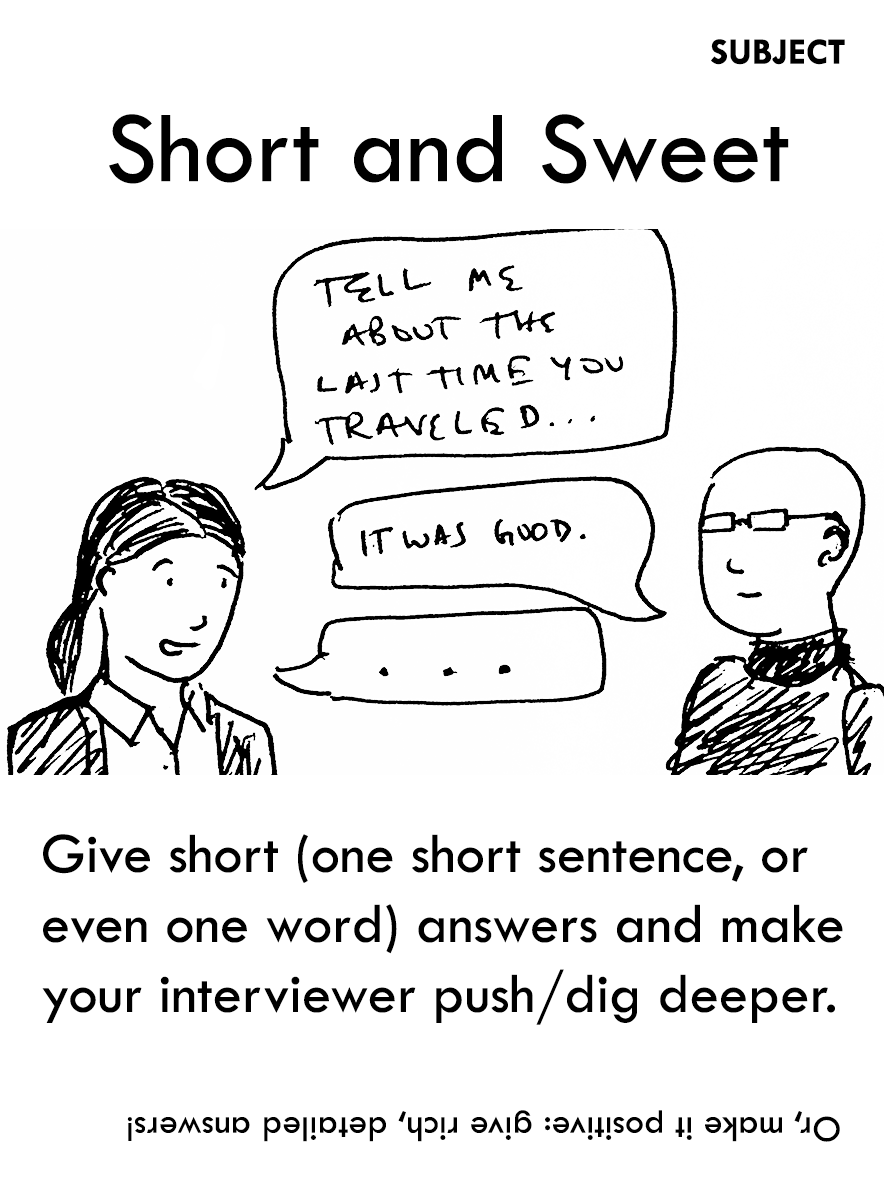 SUBJECT
Short and Sweet
TELL ME
ABOUT THE
LAST TIME YOU
TRAVELED...
IT WAS GOOD.
...
Give short (one short sentence, or
even one word) answers and make
your interviewer push/dig deeper.
Or, make it positive: give rich, detailed answers!